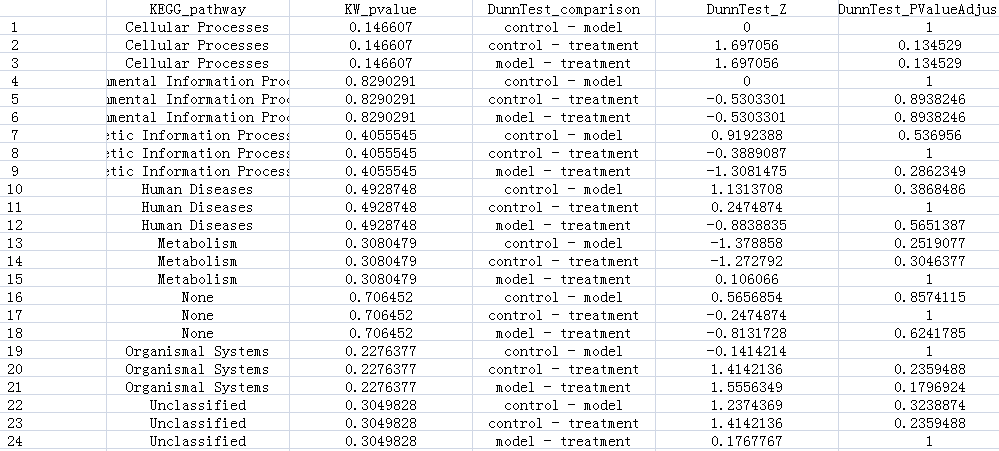 KEGG_pathway KW_pvalue DunnTest_comparison DunnTest_Z DunnTest_PValueAdjus
1 Cellular Processes 0.146607 control - model 0 1
2 Cellular Processes 0.146607 control - treatment 1.697056 0.134529
3 Cellular Processes 0.146607 model - treatment 1.697056 0.134529
4 mental Information Proc 0.8290291 control - model 0 1
5 mental Information Proc 0.8290291 control - treatment -0.5303301 0.8938246
6 mental Information Proc 0.8290291 model - treatment -0.5303301 0.8938246
7 etic Information Process 0.4055545 control - model 0.9192388 0.536956
8 etic Information Process 0.4055545 control - treatment -0.3889087 1
9 etic Information Process 0.4055545 model - treatment -1.3081475 0.2862349
10 Human Diseases 0.4928748 control - model 1.1313708 0.3868486
11 Human Diseases 0.4928748 control - treatment 0.2474874 1
12 Human Diseases 0.4928748 model - treatment -0.8838835 0.5651387
13 Metabolism 0.3080479 control - model -1.378858 0.2519077
14 Metabolism 0.3080479 control - treatment -1.272792 0.3046377
15 Metabolism 0.3080479 model - treatment 0.106066 1
16 None 0.706452 control - model 0.5656854 0.8574115
17 None 0.706452 control - treatment -0.2474874 1
18 None 0.706452 model - treatment -0.8131728 0.6241785
19 Organismal Systems 0.2276377 control - model -0.1414214 1
20 Organismal Systems 0.2276377 control - treatment 1.4142136 0.2359488
21 Organismal Systems 0.2276377 model - treatment 1.5556349 0.1796924
22 Unclassified 0.3049828 control - model 1.2374369 0.3238874
23 Unclassified 0.3049828 control - treatment 1.4142136 0.2359488
24 Unclassified 0.3049828 model - treatment 0.1767767 1